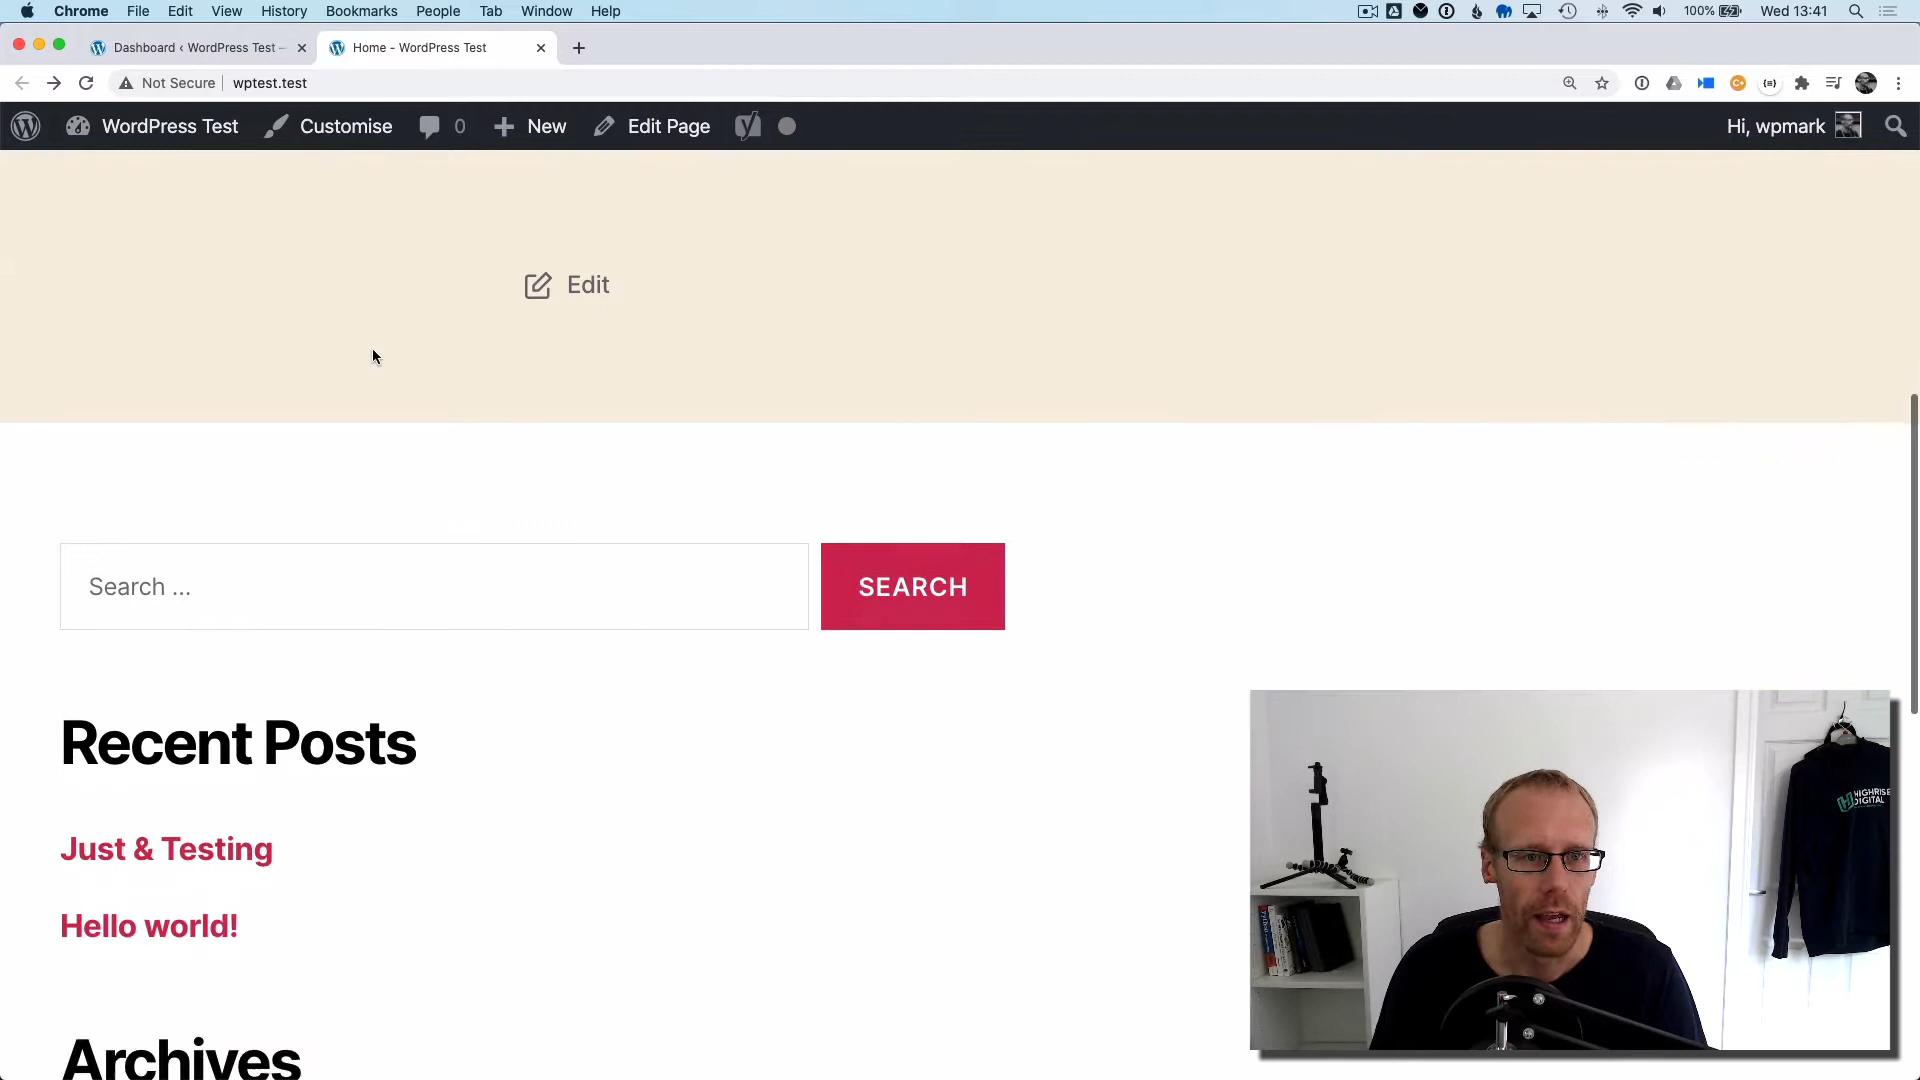 Chrome File Edit View History Bookmarks People Tab Window Help 100% Wed 13:41
Dashboard ‹ WordPress Test – Home - WordPress Test
Not Secure wptest.test
WordPress Test Customise 0 New Edit Page Hi, wpmark
Edit
Search ... SEARCH
Recent Posts
Just & Testing
Hello world!
Archives
HIGHRISE
DIGITAL